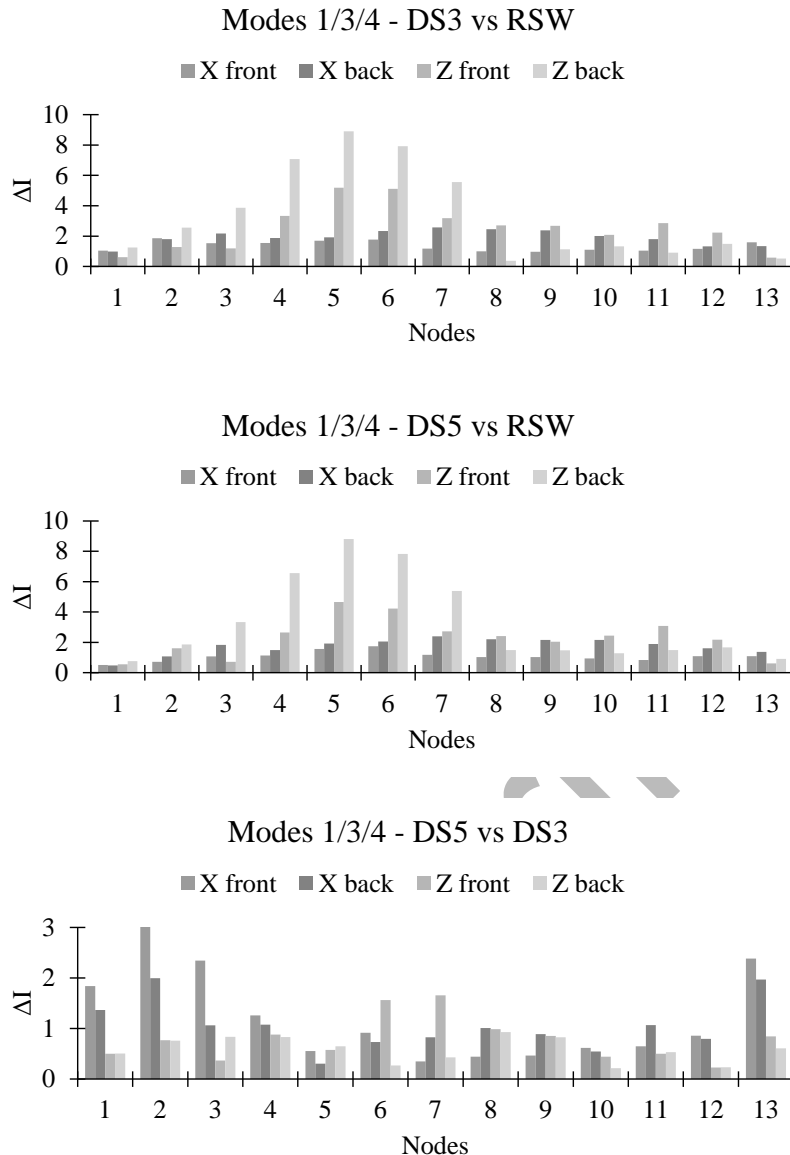 Modes 1/3/4 - DS3 vs RSW
X front X back Z front Z back
10
8
6
4
2
0
ΔI
1 2 3 4 5 6 7 8 9 10 11 12 13
Nodes
Modes 1/3/4 - DS5 vs RSW
X front X back Z front Z back
10
8
6
4
2
0
ΔI
1 2 3 4 5 6 7 8 9 10 11 12 13
Nodes
Modes 1/3/4 - DS5 vs DS3
X front X back Z front Z back
3
2
1
0
ΔI
1 2 3 4 5 6 7 8 9 10 11 12 13
Nodes